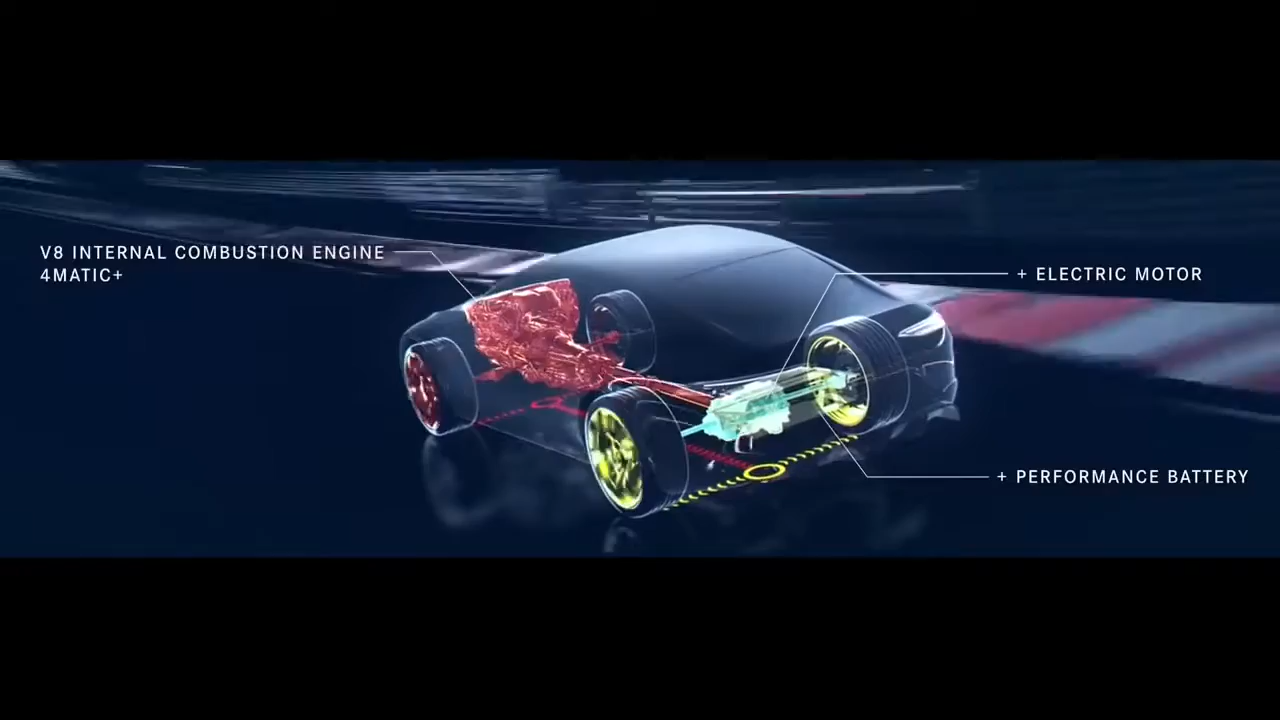 V8 INTERNAL COMBUSTION ENGINE
4MATIC+
+ ELECTRIC MOTOR
+ PERFORMANCE BATTERY